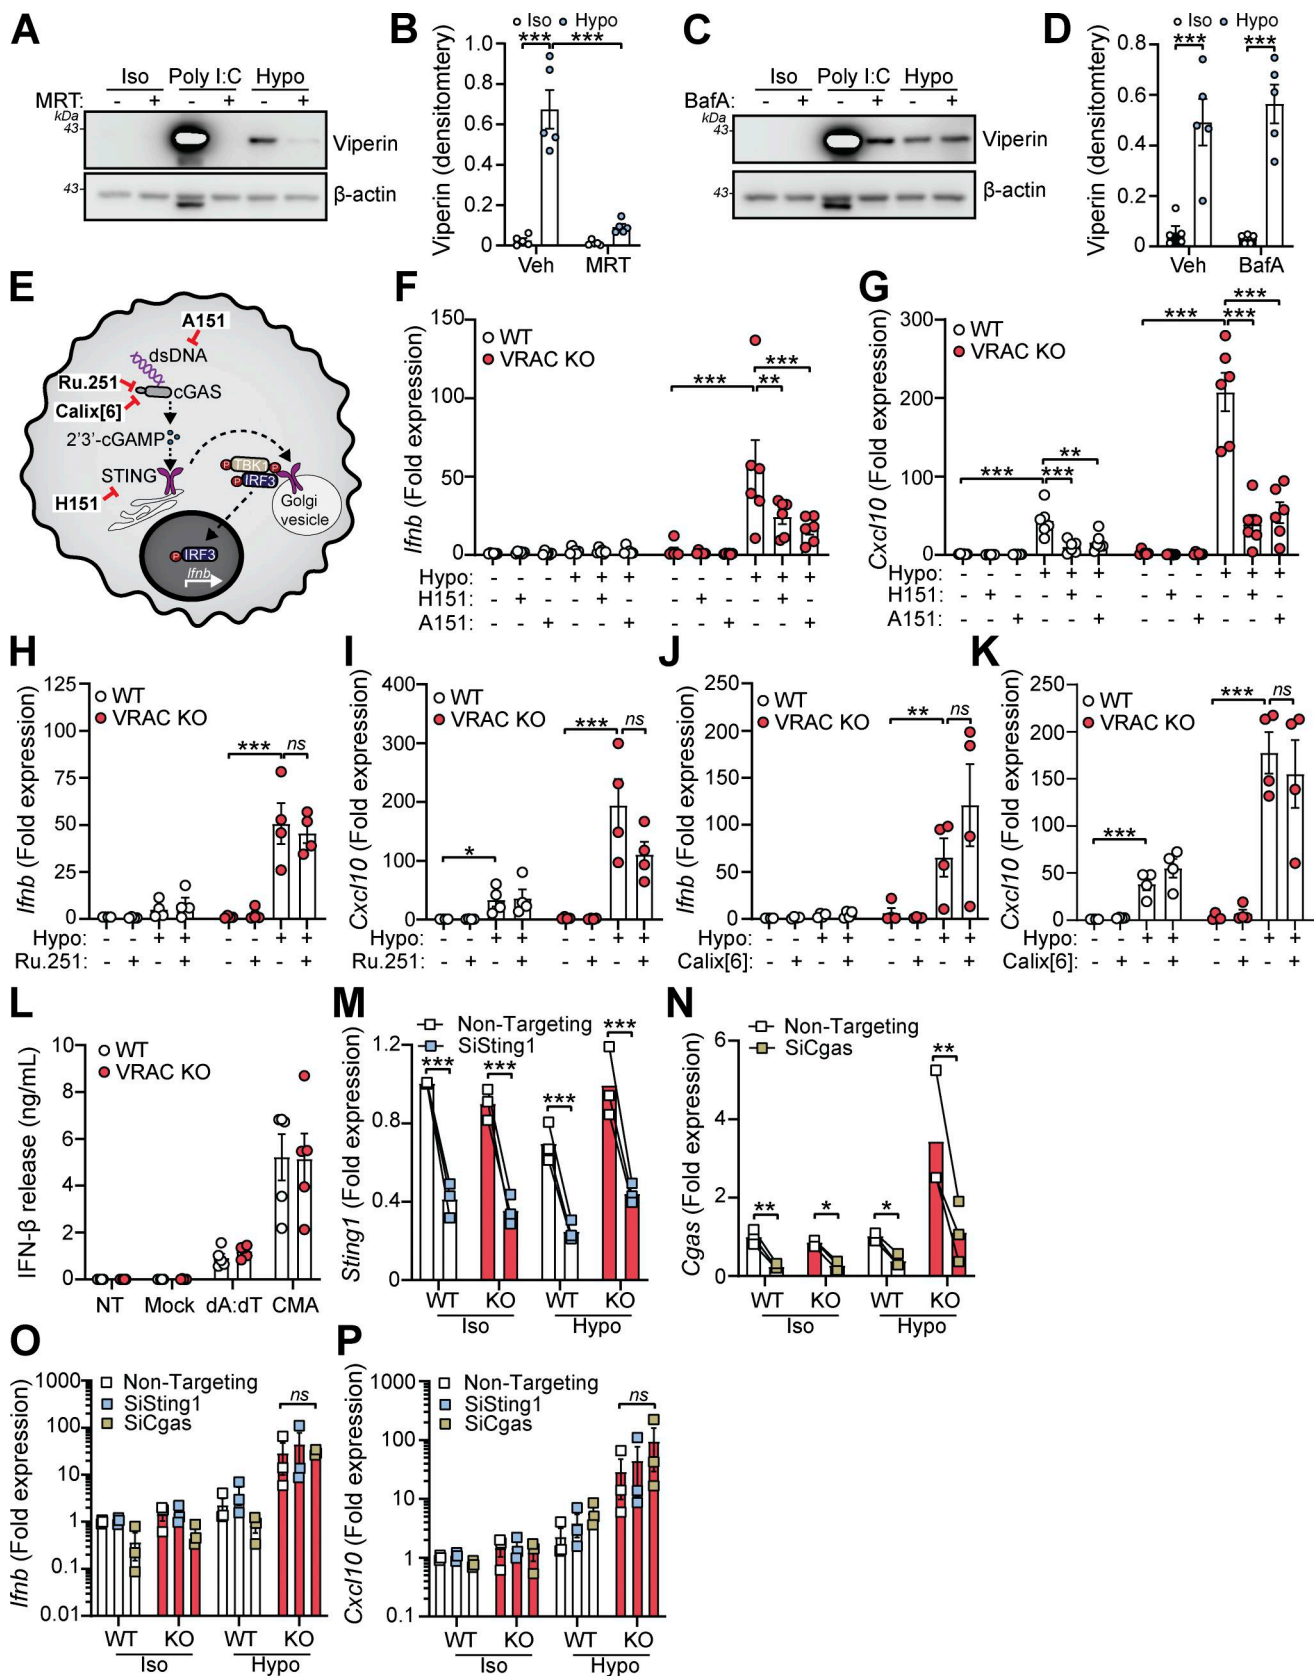 A
Iso Poly I:C Hypo
MRT: - + - + - +
kDa
43
Viperin
43
β-actin
B
Iso Hypo
*** ***
Viperin (densitomtery)
1.0
0.8
0.6
0.4
0.2
0
Veh MRT
C
Iso Poly I:C Hypo
BafA: - + - + - +
kDa
43
Viperin
43
β-actin
D
Iso Hypo
*** ***
Viperin (densitomtery)
0.8
0.6
0.4
0.2
0
Veh BafA
E
A151
dsDNA
Ru.251
cGAS
Calix[6]
2'3'-cGAMP
STING
H151
P TBK1 P
P IRF3
Golgi
vesicle
P IRF3
Ifnb
F
Ifnb (Fold expression)
150
100
50
0
WT
VRAC KO
*** ** ***
Hypo: - - - + + + - - - + + +
H151: - + - - + - - + - - + -
A151: - - + - - + - - + - - +
G
Cxcl10 (Fold expression)
300
200
100
0
WT
VRAC KO
*** *** ** *** *** ***
Hypo: - - - + + + - - - + + +
H151: - + - - + - - + - - + -
A151: - - + - - + - - + - - +
H
Ifnb (Fold expression)
125
100
75
50
25
0
WT
VRAC KO
*** ns
Hypo: - - + + - - + +
Ru.251: - + - + - + - +
I
Cxcl10 (Fold expression)
400
300
200
100
0
WT
VRAC KO
* *** ns
Hypo: - - + + - - + +
Ru.251: - + - + - + - +
J
Ifnb (Fold expression)
250
200
150
100
50
0
WT
VRAC KO
** ns
Hypo: - - + + - - + +
Calix[6]: - + - + - + - +
K
Cxcl10 (Fold expression)
250
200
150
100
50
0
WT
VRAC KO
*** *** ns
Hypo: - - + + - - + +
Calix[6]: - + - + - + - +
L
IFN-β release (ng/mL)
10
8
6
4
2
0
WT
VRAC KO
NT Mock dA:dT CMA
M
Sting1 (Fold expression)
1.2
0.8
0.4
0
Non-Targeting
SiSting1
*** *** *** ***
WT KO WT KO
Iso Hypo
N
Cgas (Fold expression)
6
4
2
0
Non-Targeting
SiCgas
** * * **
WT KO WT KO
Iso Hypo
O
Ifnb (Fold expression)
1000
100
10
1
0.1
0.01
Non-Targeting
SiSting1
SiCgas
ns
WT KO WT KO
Iso Hypo
P
Cxcl10 (Fold expression)
1000
100
10
1
0.1
Non-Targeting
SiSting1
SiCgas
ns
WT KO WT KO
Iso Hypo